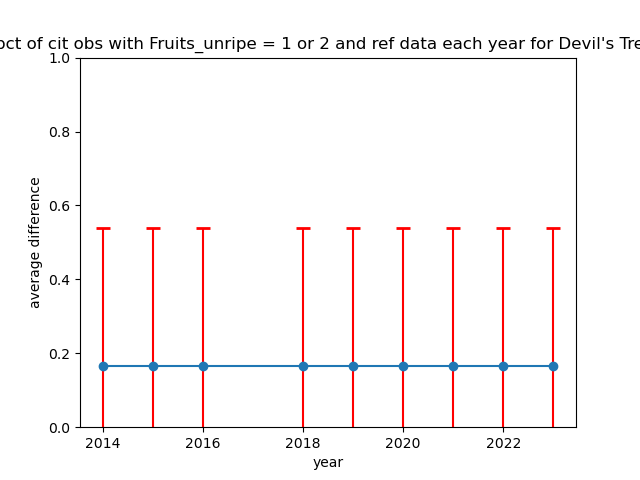 pct of cit obs with Fruits_unripe = 1 or 2 and ref data each year for Devil's Tre
1.0
0.8
0.6
0.4
0.2
0.0
average difference
2014 2016 2018 2020 2022
year